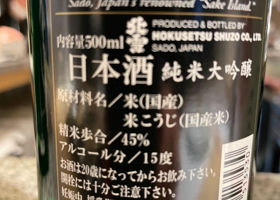 Sado, Japan's renowned "Sake Island."
PRODUCED & BOTTLED BY
HOKUSETSU SHUZO CO., LTD.
SADO, JAPAN
内容量500ml
日本酒 純米大吟醸
原材料名／米(国産)
米こうじ(国産米)
精米歩合／45%
アルコール分／15度
お酒は20歳になってからお飲み下さい。
開栓には十分ご注意下さい。